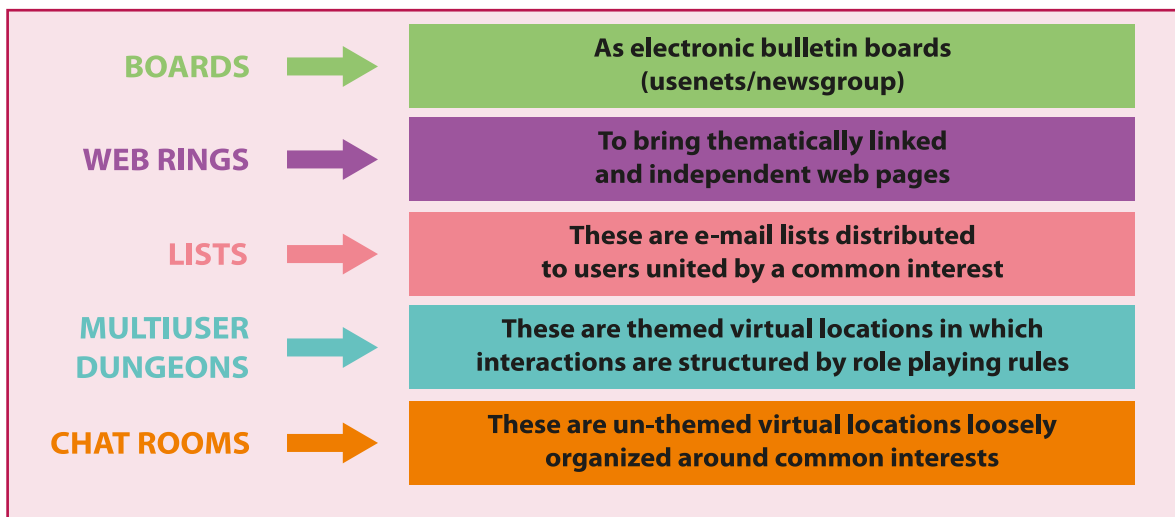 BOARDS
As electronic bulletin boards
(usenets/newsgroup)
WEB RINGS
To bring thematically linked
and independent web pages
LISTS
These are e-mail lists distributed
to users united by a common interest
MULTIUSER
DUNGEONS
These are themed virtual locations in which
interactions are structured by role playing rules
CHAT ROOMS
These are un-themed virtual locations loosely
organized around common interests